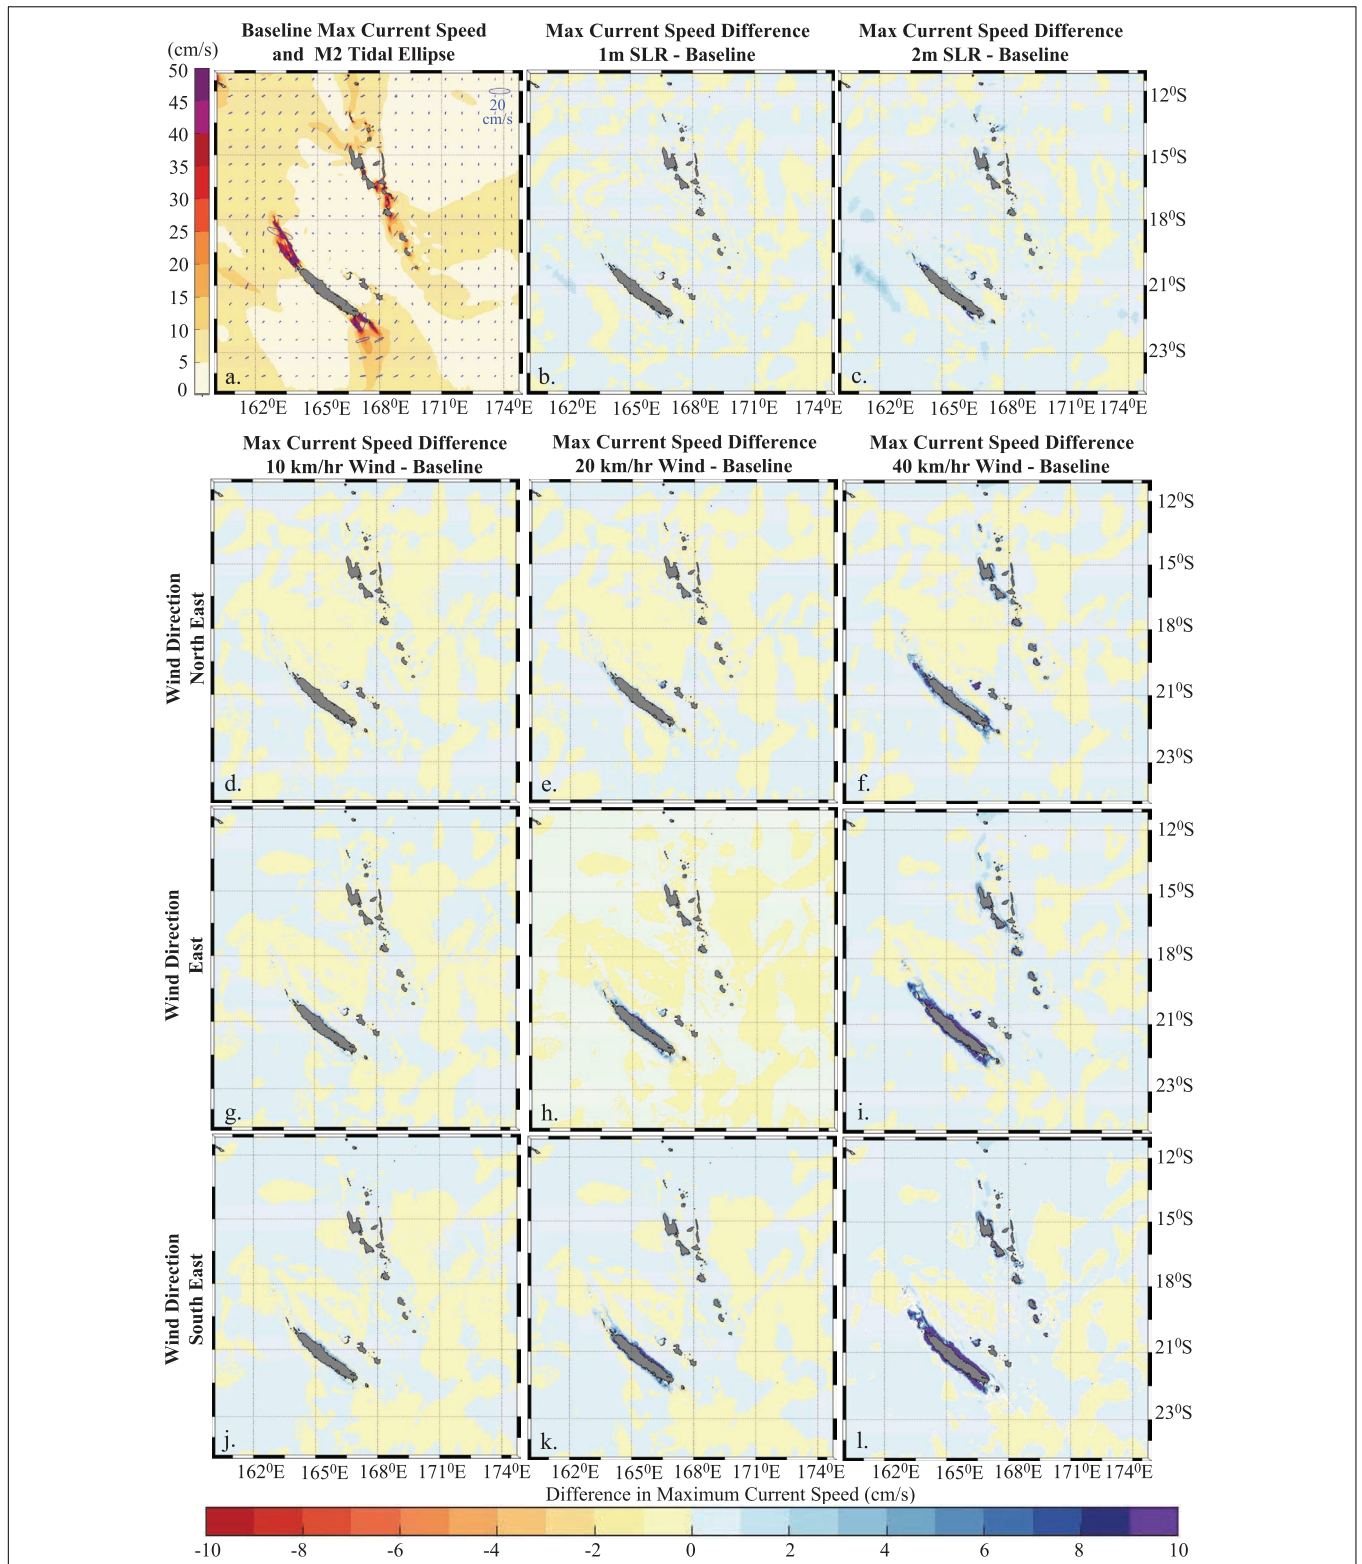 Baseline Max Current Speed
and M2 Tidal Ellipse
Max Current Speed Difference
1m SLR - Baseline
Max Current Speed Difference
2m SLR - Baseline
(cm/s)
50
45
40
35
30
25
20
15
10
5
0
20
cm/s
a.
b.
c.
12⁰S
15⁰S
18⁰S
21⁰S
23⁰S
162⁰E 165⁰E 168⁰E 171⁰E 174⁰E
162⁰E 165⁰E 168⁰E 171⁰E 174⁰E
162⁰E 165⁰E 168⁰E 171⁰E 174⁰E
Max Current Speed Difference
10 km/hr Wind - Baseline
Max Current Speed Difference
20 km/hr Wind - Baseline
Max Current Speed Difference
40 km/hr Wind - Baseline
Wind Direction
North East
d.
e.
f.
12⁰S
15⁰S
18⁰S
21⁰S
23⁰S
Wind Direction
East
g.
h.
i.
12⁰S
15⁰S
18⁰S
21⁰S
23⁰S
Wind Direction
South East
j.
k.
l.
12⁰S
15⁰S
18⁰S
21⁰S
23⁰S
162⁰E 165⁰E 168⁰E 171⁰E 174⁰E
162⁰E 165⁰E 168⁰E 171⁰E 174⁰E
162⁰E 165⁰E 168⁰E 171⁰E 174⁰E
Difference in Maximum Current Speed (cm/s)
-10 -8 -6 -4 -2 0 2 4 6 8 10